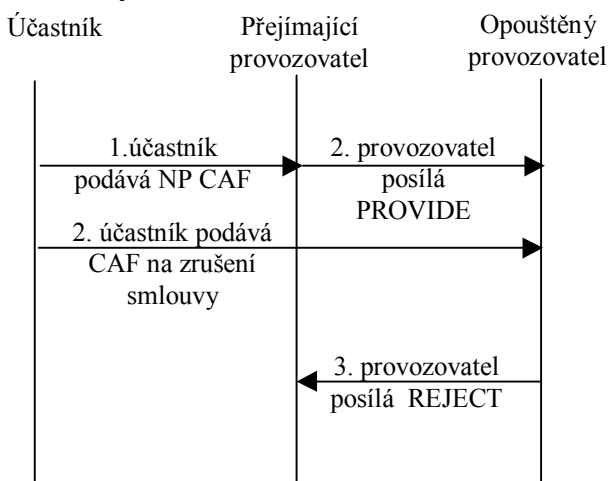 Účastník
Přejímající
provozovatel
Opouštěný
provozovatel
1.účastník
podává NP CAF
2. provozovatel
posílá
PROVIDE
2. účastník podává
CAF na zrušení
smlouvy
3. provozovatel
posílá REJECT